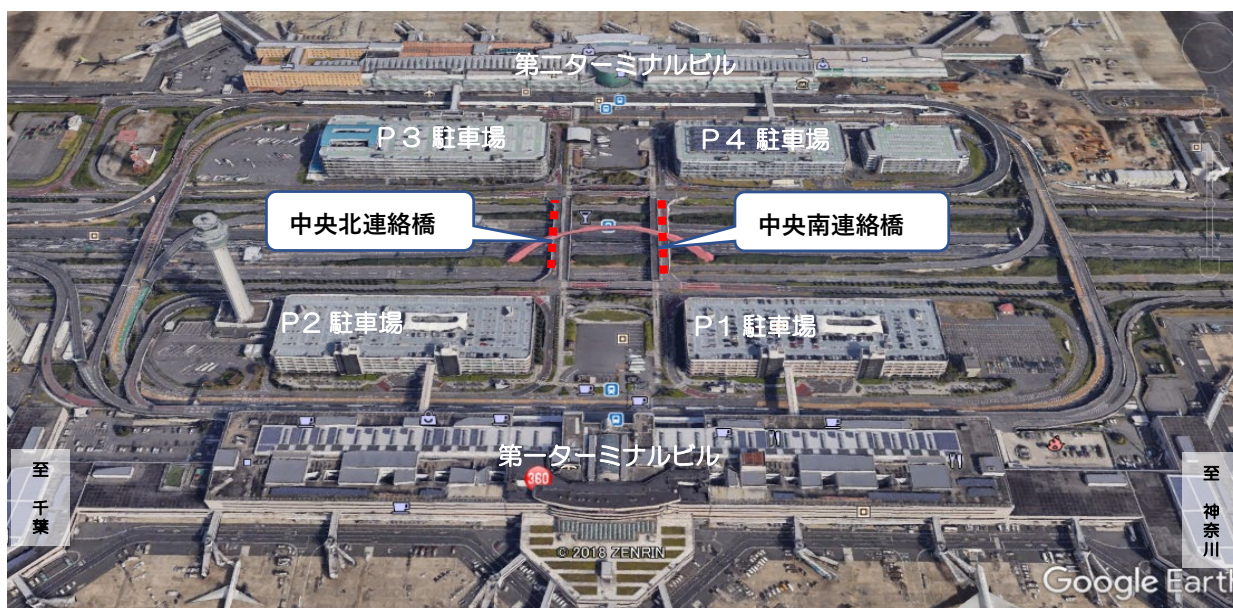 第二ターミナルビル
P3 駐車場
P4 駐車場
中央北連絡橋
中央南連絡橋
P2 駐車場
P1 駐車場
第一ターミナルビル
360
至 千葉
至 神奈川
© 2018 ZENRIN
Google Earth